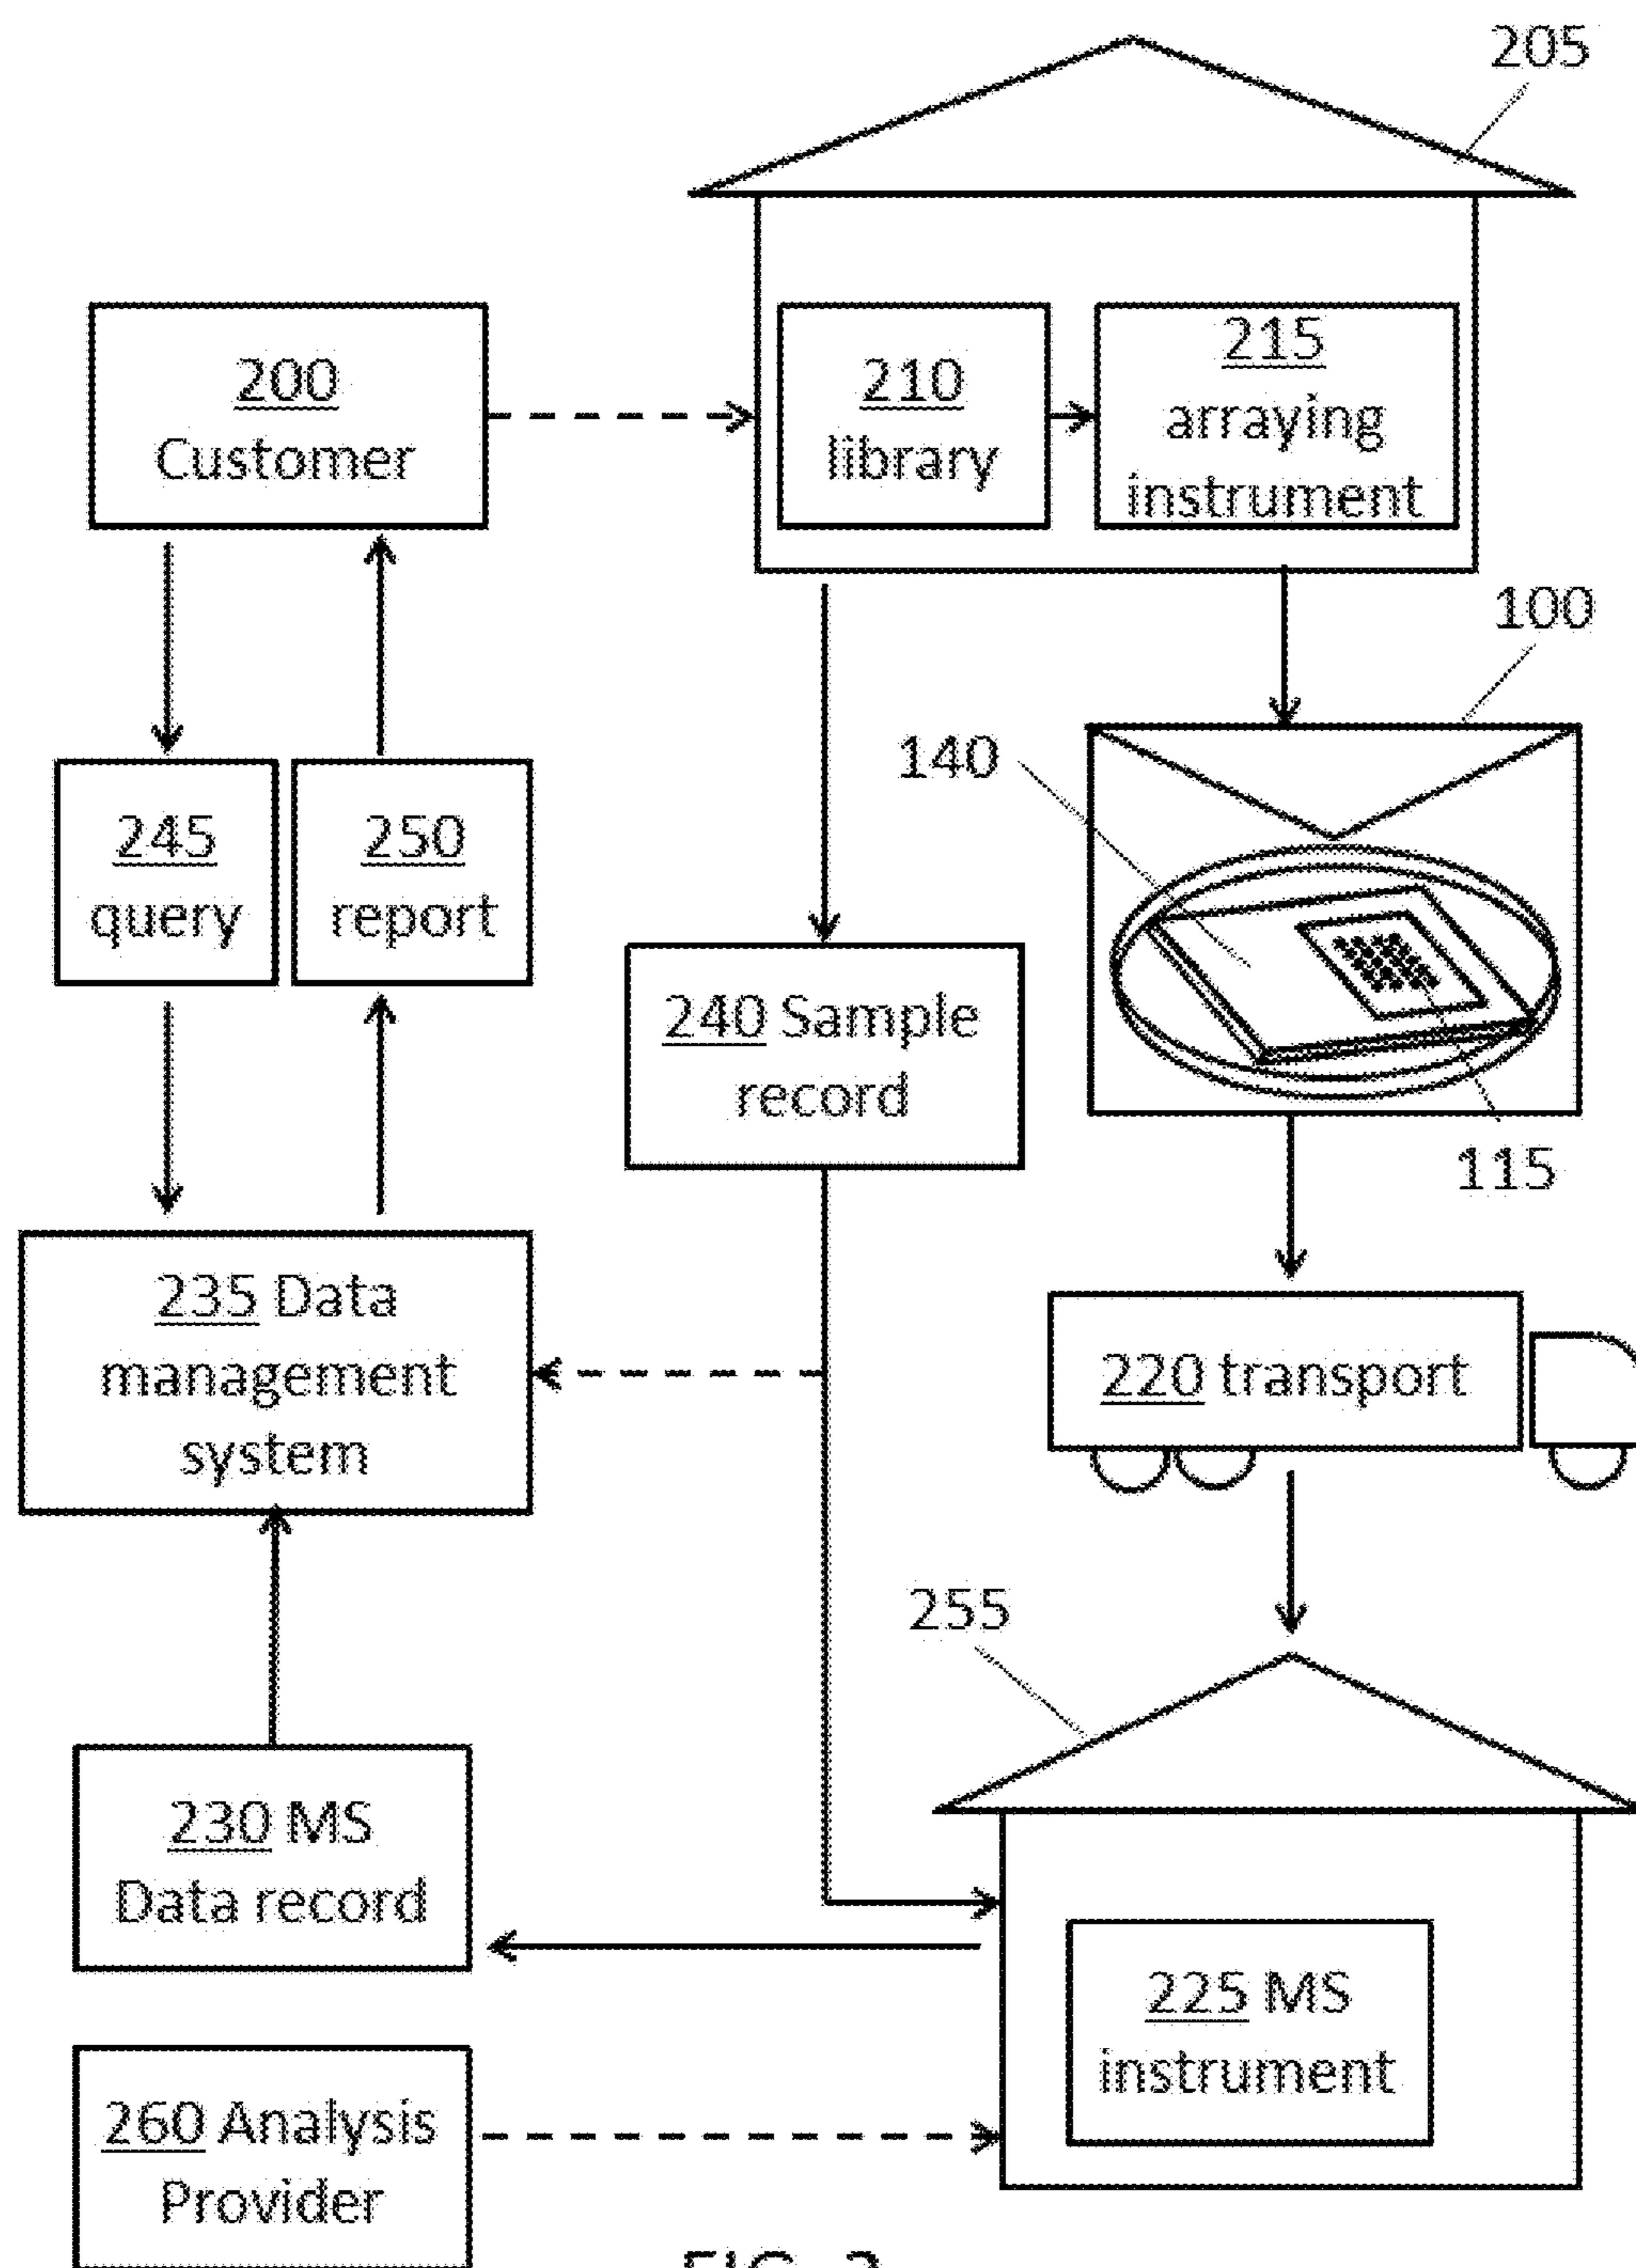 205
200
Customer
210
library
215
arraying
instrument
100
140
245
query
250
report
240 Sample
record
115
235 Data
management
system
220 transport
255
230 MS
Data record
225 MS
instrument
260 Analysis
Provider